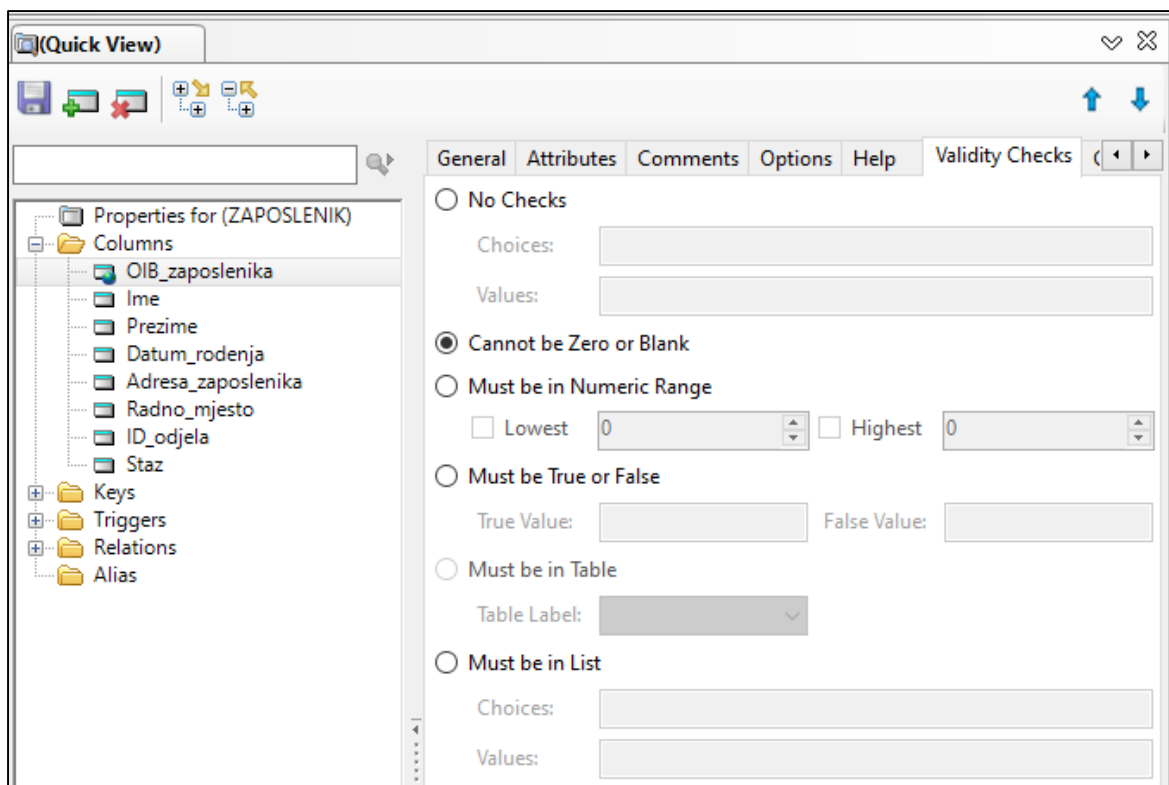 (Quick View)
General Attributes Comments Options Help Validity Checks
Properties for (ZAPOSLENIK)
Columns
OIB_zaposlenika
Ime
Prezime
Datum_rodenja
Adresa_zaposlenika
Radno_mjesto
ID_odjela
Staz
Keys
Triggers
Relations
Alias
No Checks
Choices:
Values:
Cannot be Zero or Blank
Must be in Numeric Range
Lowest 0 Highest 0
Must be True or False
True Value: False Value:
Must be in Table
Table Label:
Must be in List
Choices:
Values: